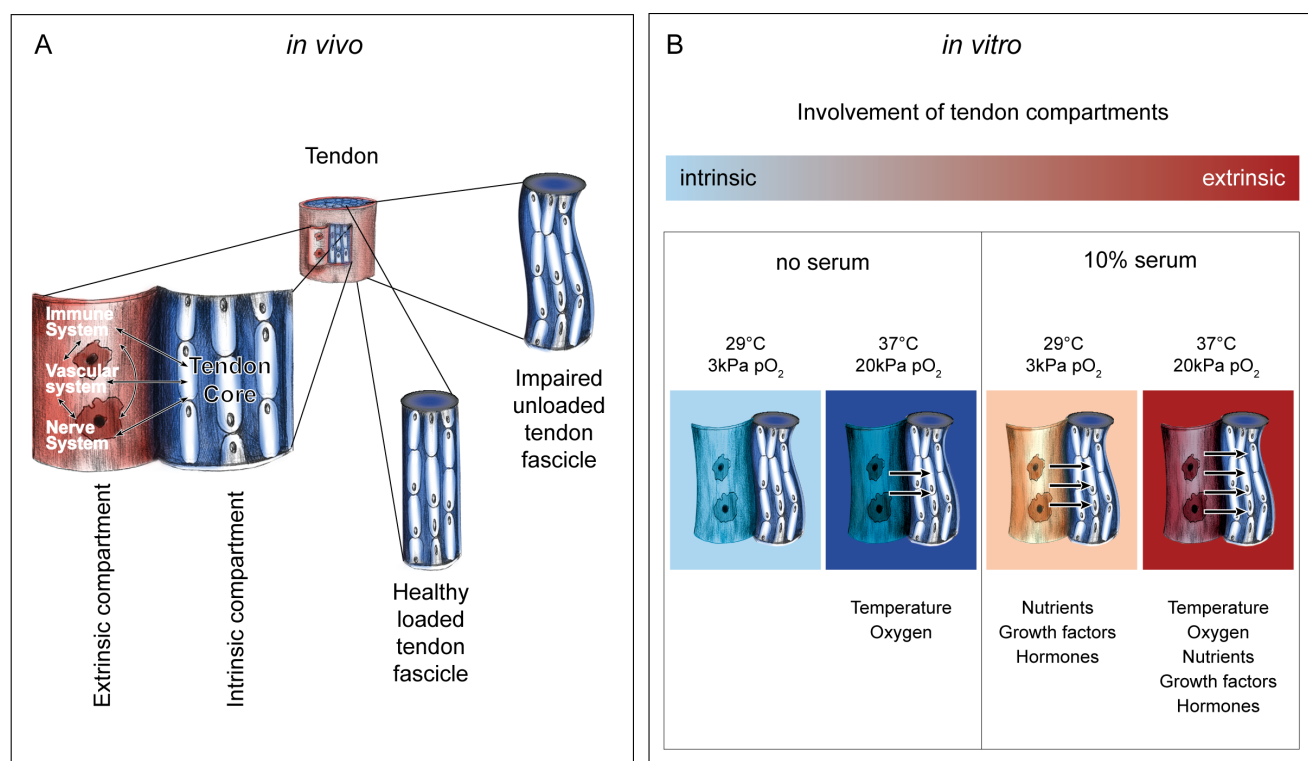 A
in vivo
Tendon
Immune
System
Vascular
system
Nerve
System
Tendon
Core
Extrinsic compartment
Intrinsic compartment
Impaired
unloaded
tendon
fascicle
Healthy
loaded
tendon
fascicle
B
in vitro
Involvement of tendon compartments
intrinsic
extrinsic
no serum
10% serum
29°C
3kPa pO₂
37°C
20kPa pO₂
29°C
3kPa pO₂
37°C
20kPa pO₂
Temperature
Oxygen
Nutrients
Growth factors
Hormones
Temperature
Oxygen
Nutrients
Growth factors
Hormones